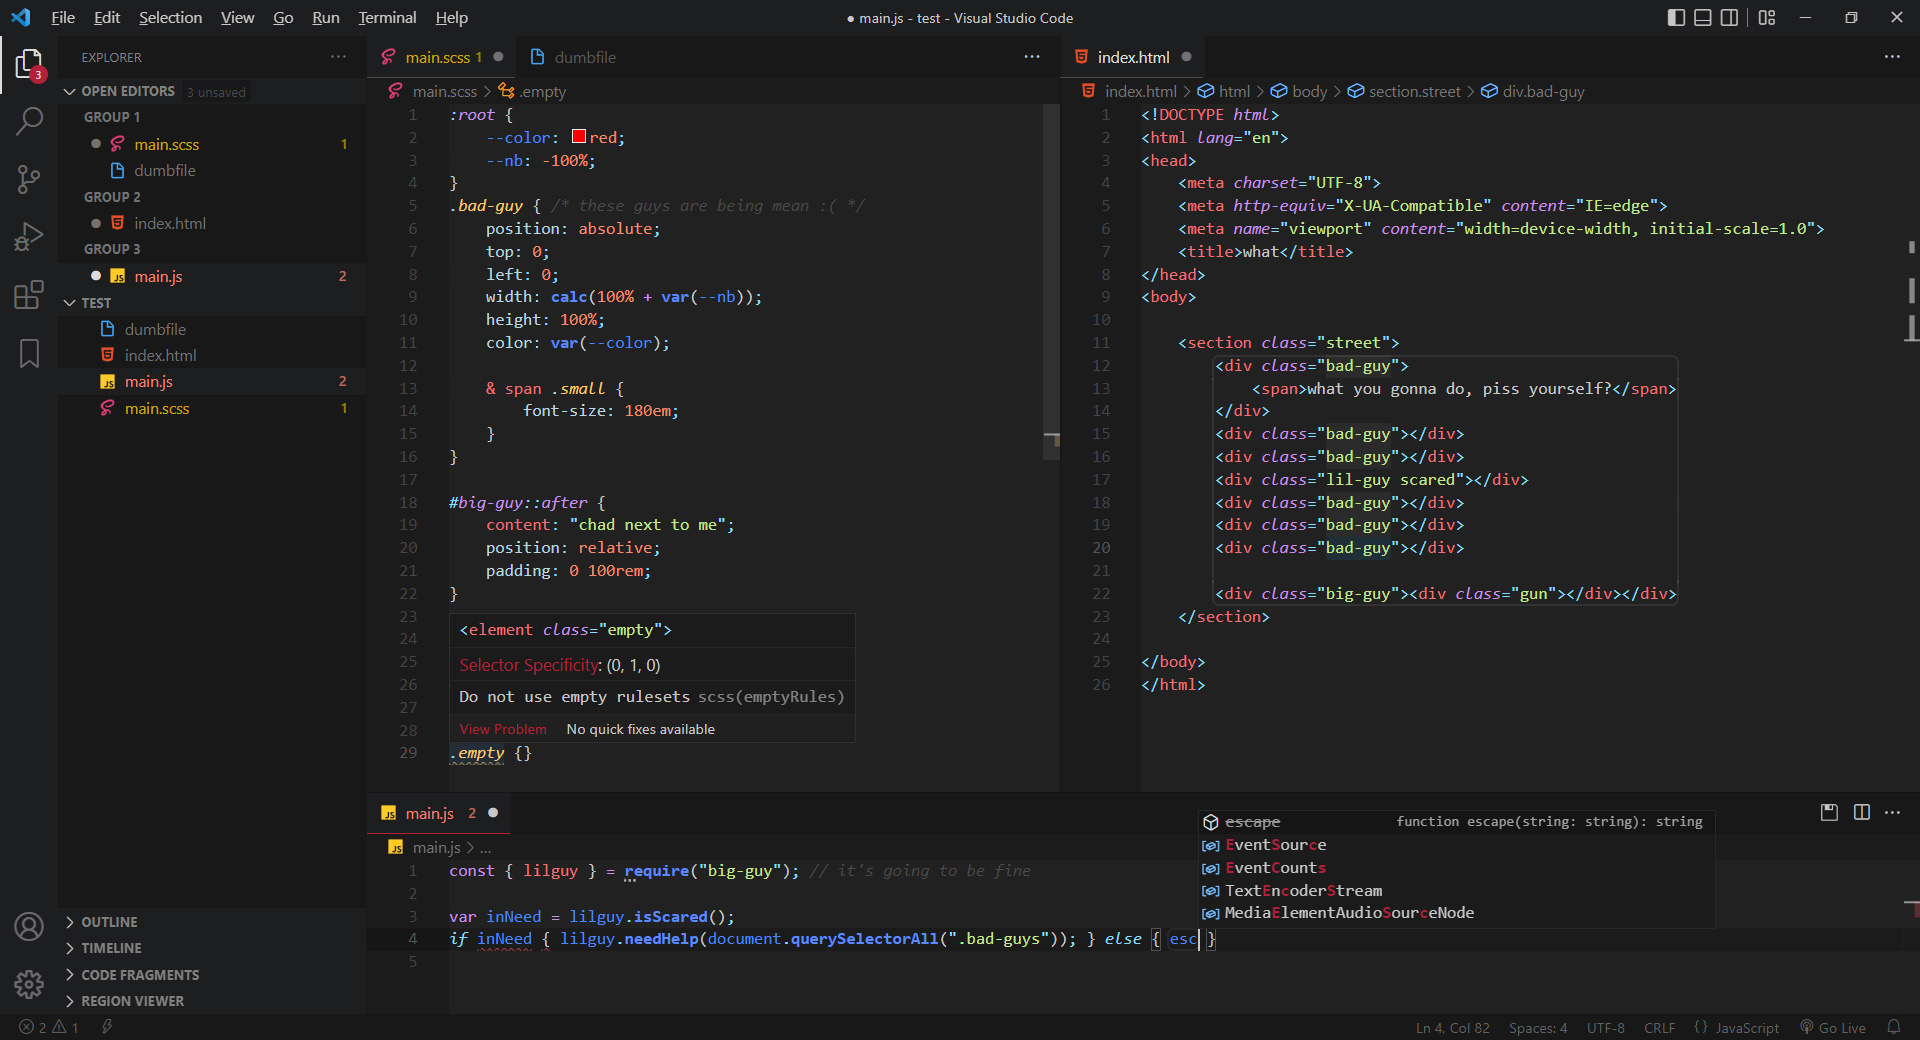 File Edit Selection View Go Run Terminal Help
● main.js - test - Visual Studio Code
3
EXPLORER
OPEN EDITORS 3 unsaved
GROUP 1
main.scss 1
dumbfile
GROUP 2
index.html
GROUP 3
JS main.js 2
TEST
dumbfile
index.html
JS main.js 2
main.scss 1
OUTLINE
TIMELINE
CODE FRAGMENTS
REGION VIEWER
main.scss 1 dumbfile
main.scss > .empty
1 :root {
2 --color: red;
3 --nb: -100%;
4 }
5 .bad-guy { /* these guys are being mean :( */
6 position: absolute;
7 top: 0;
8 left: 0;
9 width: calc(100% + var(--nb));
10 height: 100%;
11 color: var(--color);
12
13 & span .small {
14 font-size: 180em;
15 }
16 }
17
18 #big-guy::after {
19 content: "chad next to me";
20 position: relative;
21 padding: 0 100rem;
22 }
23
24
25
26
27
28
29 .empty {}
<element class="empty">
Selector Specificity: (0, 1, 0)
Do not use empty rulesets scss(emptyRules)
View Problem No quick fixes available
index.html
index.html > html > body > section.street > div.bad-guy
1 <!DOCTYPE html>
2 <html lang="en">
3 <head>
4 <meta charset="UTF-8">
5 <meta http-equiv="X-UA-Compatible" content="IE=edge">
6 <meta name="viewport" content="width=device-width, initial-scale=1.0">
7 <title>what</title>
8 </head>
9 <body>
10
11 <section class="street">
12 <div class="bad-guy">
13 <span>what you gonna do, piss yourself?</span>
14 </div>
15 <div class="bad-guy"></div>
16 <div class="bad-guy"></div>
17 <div class="lil-guy scared"></div>
18 <div class="bad-guy"></div>
19 <div class="bad-guy"></div>
20 <div class="bad-guy"></div>
21
22 <div class="big-guy"><div class="gun"></div></div>
23 </section>
24
25 </body>
26 </html>
JS main.js 2
JS main.js > ...
1 const { lilguy } = require("big-guy"); // it's going to be fine
2
3 var inNeed = lilguy.isScared();
4 if inNeed { lilguy.needHelp(document.querySelectorAll(".bad-guys")); } else { esc }
5
escape function escape(string: string): string
EventSource
EventCounts
TextEncoderStream
MediaElementAudioSourceNode
2 1
Ln 4, Col 82 Spaces: 4 UTF-8 CRLF {} JavaScript Go Live